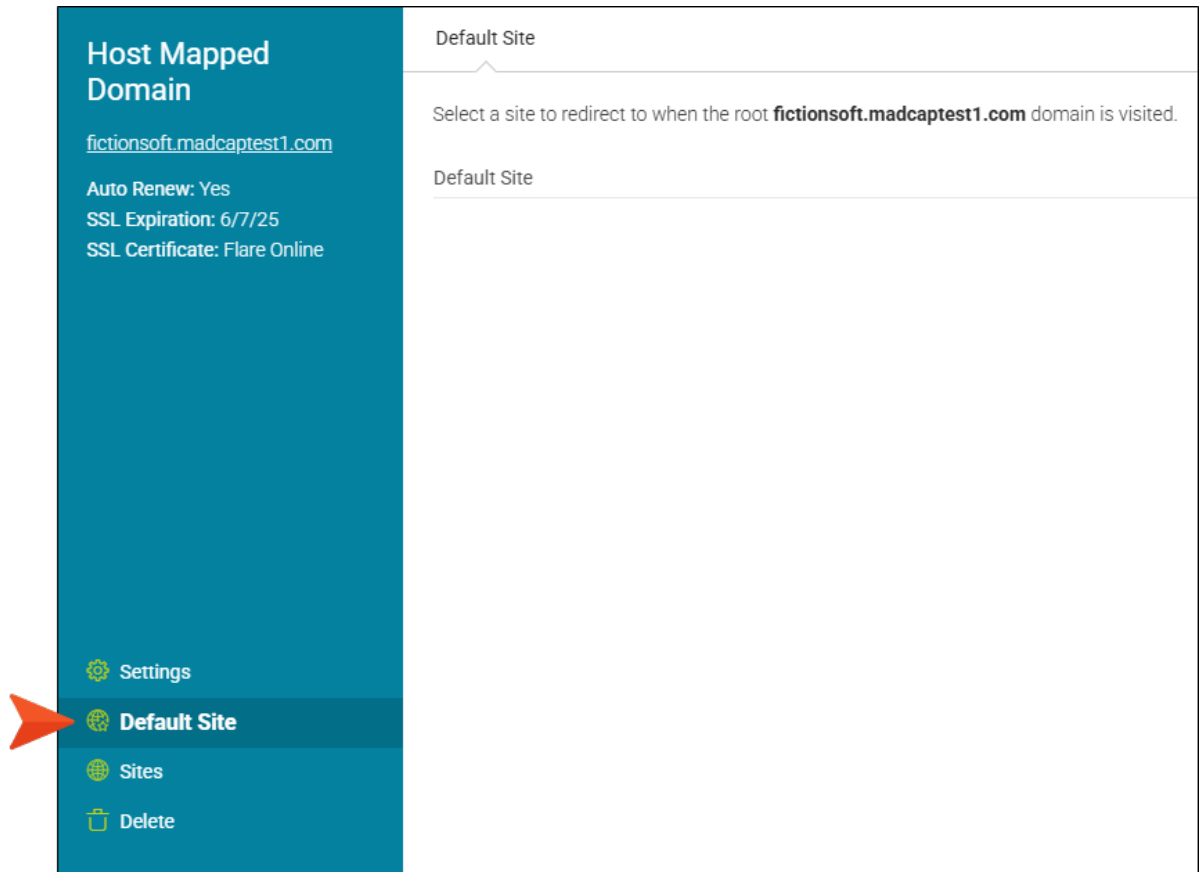 Host Mapped
Domain
fictionsoft.madcaptest1.com
Auto Renew: Yes
SSL Expiration: 6/7/25
SSL Certificate: Flare Online
Settings
Default Site
Sites
Delete
Default Site
Select a site to redirect to when the root fictionsoft.madcaptest1.com domain is visited.
Default Site